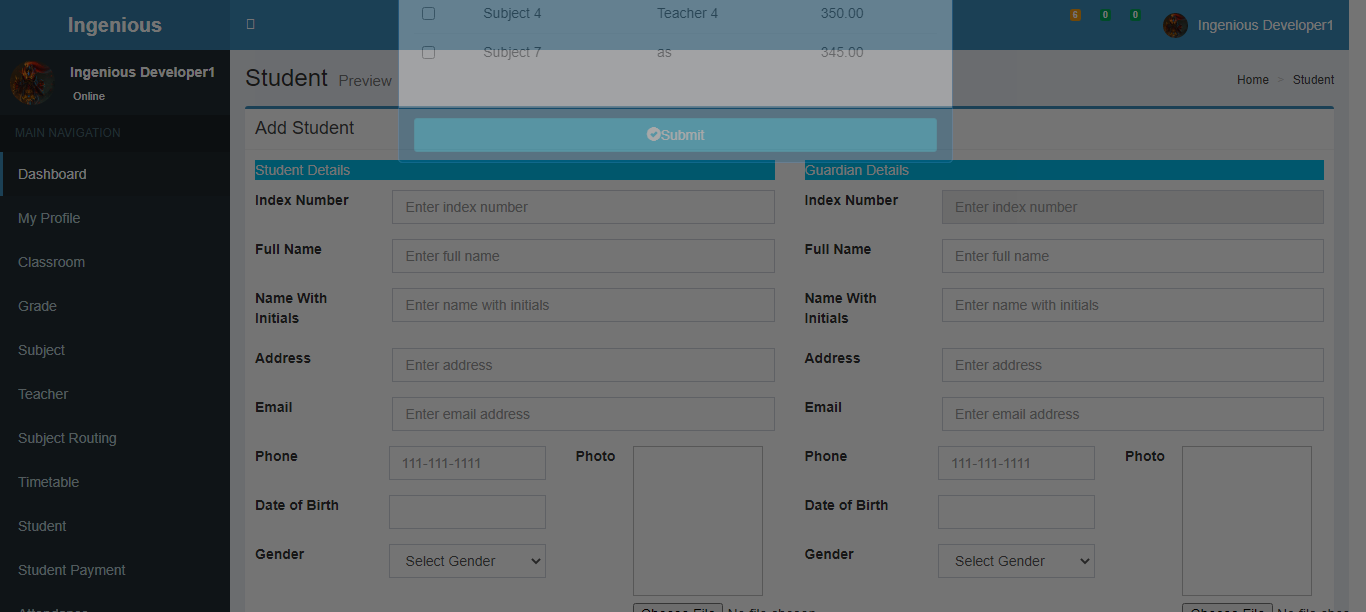 Ingenious
Subject 4 Teacher 4 350.00
6 0 0
Ingenious Developer1
Ingenious Developer1
Online
Subject 7 as 345.00
Student Preview
Home > Student
MAIN NAVIGATION
Add Student
Submit
Dashboard
My Profile
Classroom
Grade
Subject
Teacher
Subject Routing
Timetable
Student
Student Payment
Attendance
Student Details
Index Number Enter index number
Full Name Enter full name
Name With
Initials
Enter name with initials
Address Enter address
Email Enter email address
Phone 111-111-1111 Photo
Date of Birth
Gender Select Gender
Choose File No file chosen
Guardian Details
Index Number Enter index number
Full Name Enter full name
Name With
Initials
Enter name with initials
Address Enter address
Email Enter email address
Phone 111-111-1111 Photo
Date of Birth
Gender Select Gender
Choose File No file chose